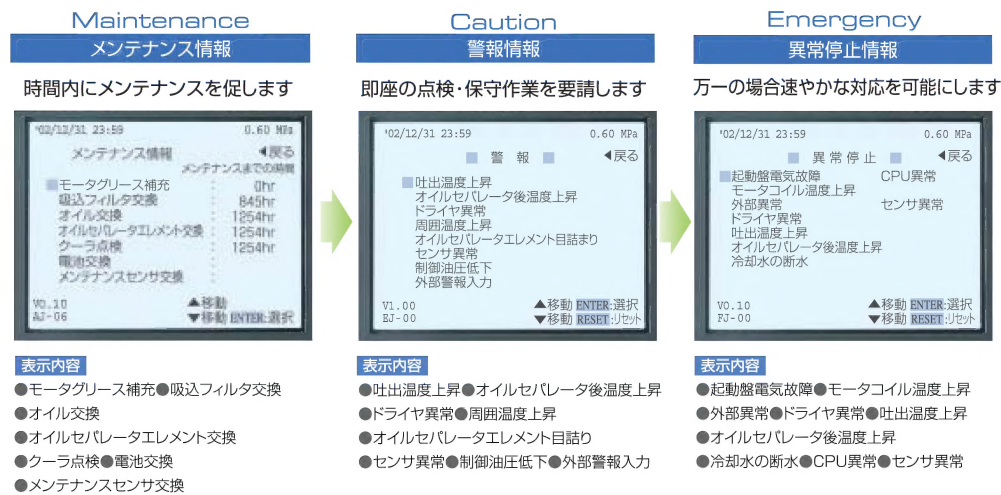 Maintenance
メンテナンス情報
時間内にメンテナンスを促します
'02/12/31 23:59 0.60 MPa
メンテナンス情報 ◀戻る
メンテナンスまでの時間
モータグリース補充 : 0hr
吸込フィルタ交換 : 845hr
オイル交換 : 1254hr
オイルセパレータエレメント交換 : 1254hr
クーラ点検 : 1254hr
電池交換 :
メンテナンスセンサ交換 :
V0.10 ▲移動
AJ-06 ▼移動 ENTER:選択
表示内容
●モータグリース補充●吸込フィルタ交換
●オイル交換
●オイルセパレータエレメント交換
●クーラ点検●電池交換
●メンテナンスセンサ交換
Caution
警報情報
即座の点検・保守作業を要請します
'02/12/31 23:59 0.60 MPa
警 報 ◀戻る
吐出温度上昇
オイルセパレータ後温度上昇
ドライヤ異常
周囲温度上昇
オイルセパレータエレメント目詰まり
センサ異常
制御油圧低下
外部警報入力
V1.00 ▲移動 ENTER:選択
EJ-00 ▼移動 RESET:リセット
表示内容
●吐出温度上昇●オイルセパレータ後温度上昇
●ドライヤ異常●周囲温度上昇
●オイルセパレータエレメント目詰り
●センサ異常●制御油圧低下●外部警報入力
Emergency
異常停止情報
万一の場合速やかな対応を可能にします
'02/12/31 23:59 0.60 MPa
異常停止 ◀戻る
起動盤電気故障 CPU異常
モータコイル温度上昇
外部異常 センサ異常
ドライヤ異常
吐出温度上昇
オイルセパレータ後温度上昇
冷却水の断水
V0.10 ▲移動 ENTER:選択
FJ-00 ▼移動 RESET:リセット
表示内容
●起動盤電気故障●モータコイル温度上昇
●外部異常●ドライヤ異常●吐出温度上昇
●オイルセパレータ後温度上昇
●冷却水の断水●CPU異常●センサ異常